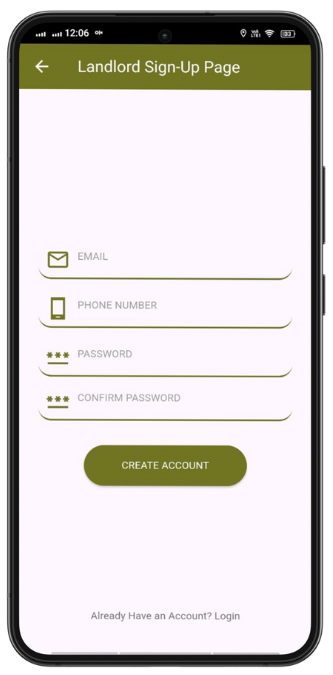 12:06
Landlord Sign-Up Page
EMAIL
PHONE NUMBER
*** PASSWORD
*** CONFIRM PASSWORD
CREATE ACCOUNT
Already Have an Account? Login